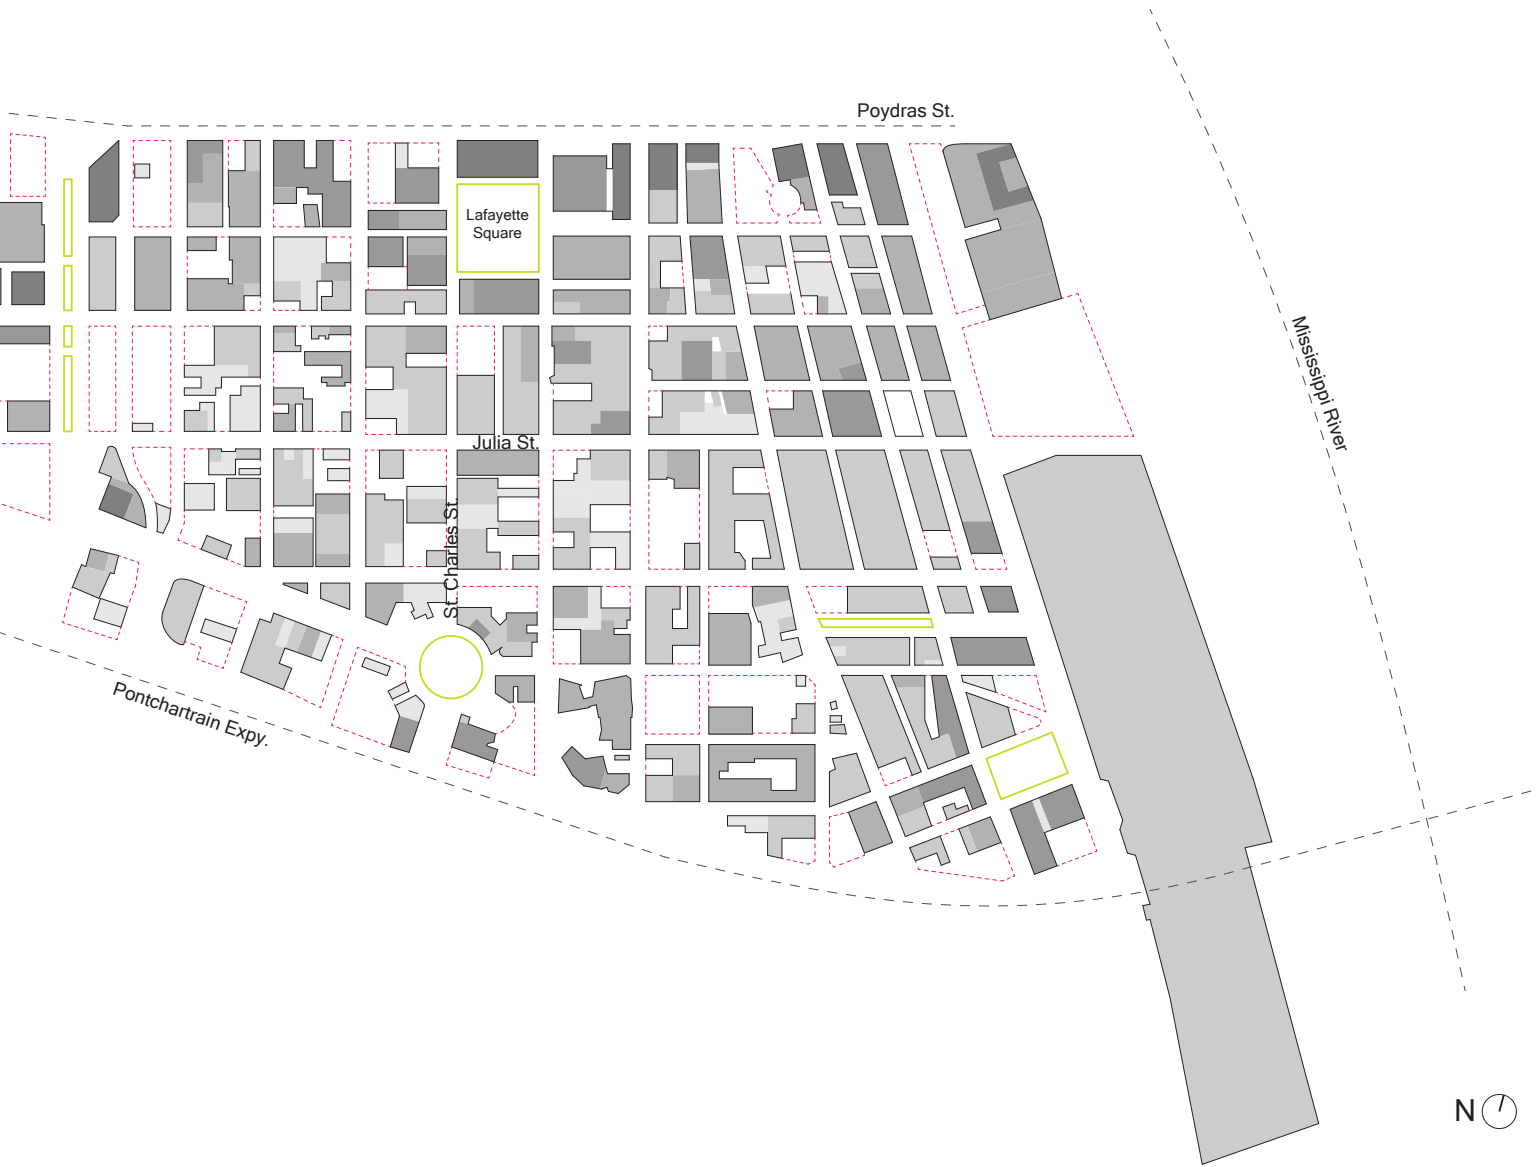 Poydras St.
Lafayette
Square
Mississippi River
Julia St.
St. Charles St.
Pontchartrain Expy.
N